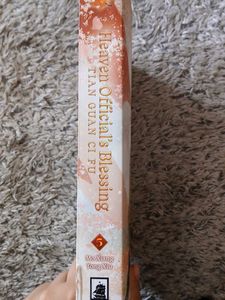 Heaven Official's Blessing
TIAN GUAN CI FU
5
Mo Xiang
Tong Xiu